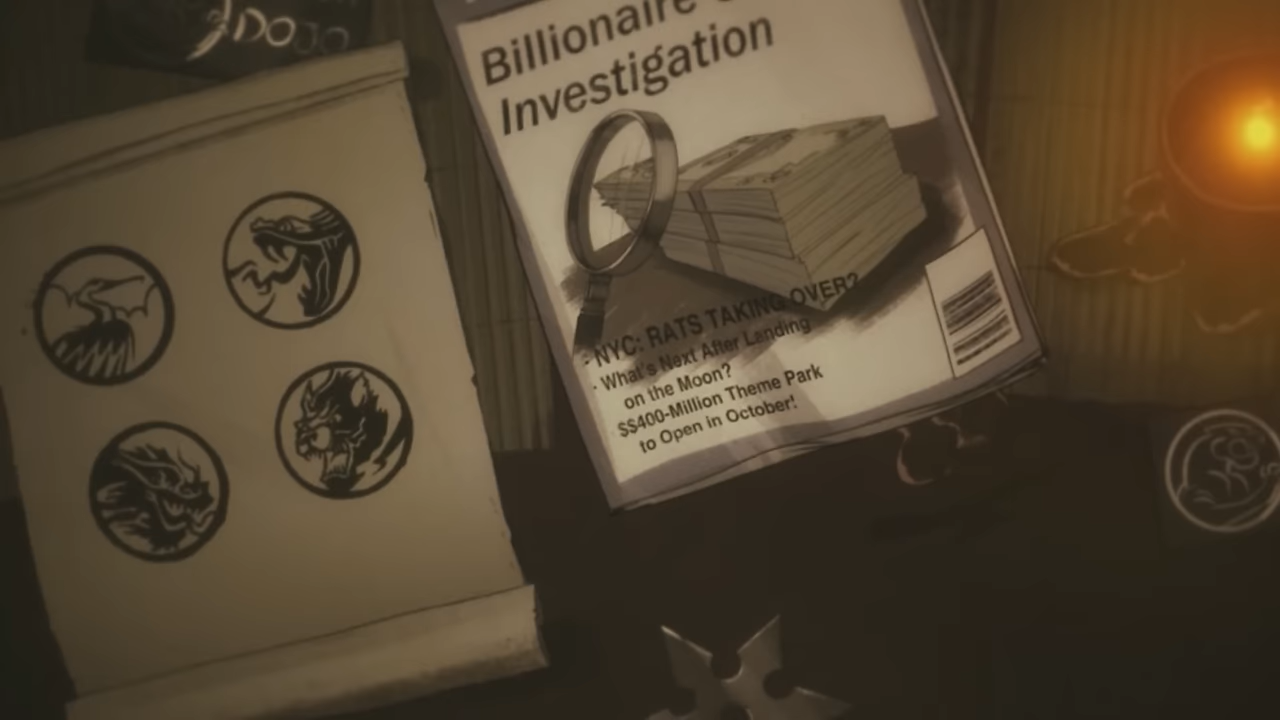 Dojo
Billionaire
Investigation
· NYC: RATS TAKING OVER?
· What's Next After Landing
on the Moon?
$$400-Million Theme Park
to Open in October!